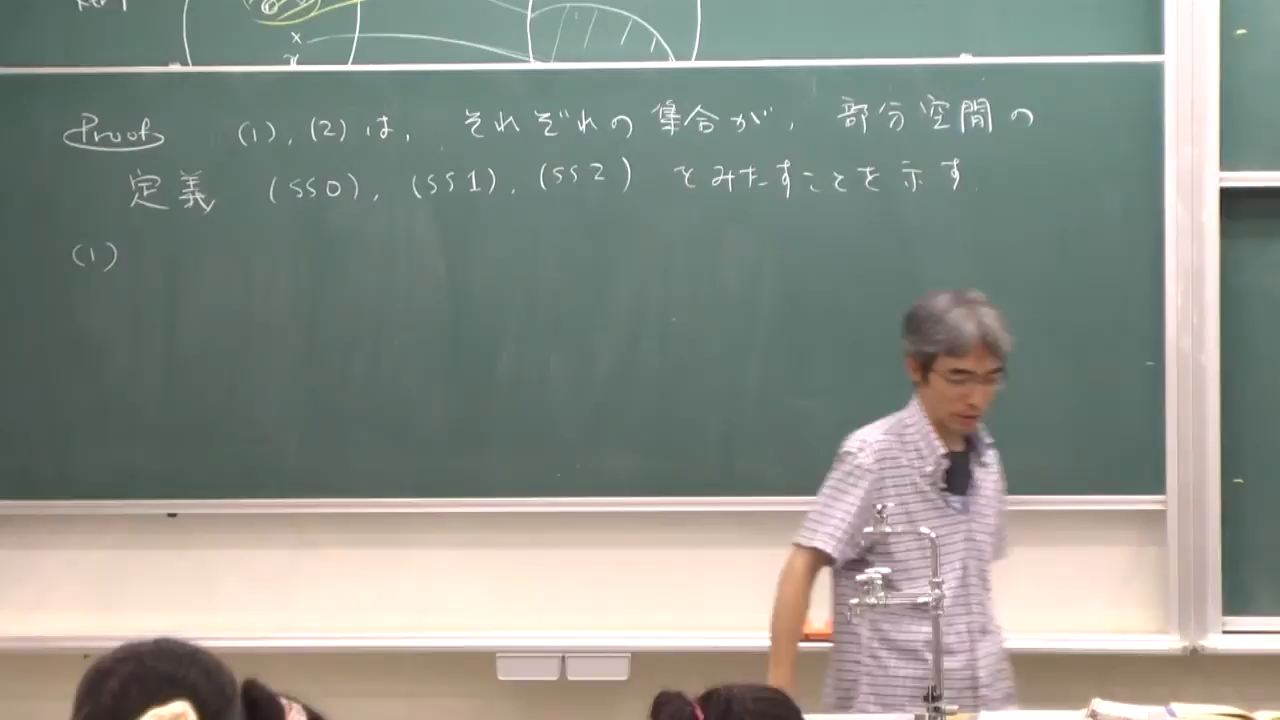 Ker f
x
x
Proof (1), (2) は, それぞれの 集合が, 部分空間の
定義 (SS0), (SS1), (SS2) をみたすことを示す.
(1)